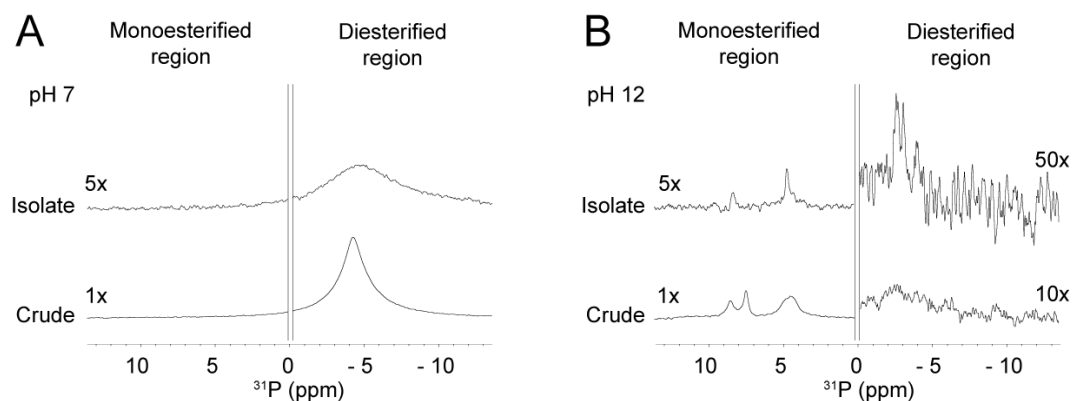 A
Monoesterified
region
Diesterified
region
pH 7
5x
Isolate
1x
Crude
10 5 0 - 5 - 10
³¹P (ppm)
B
Monoesterified
region
Diesterified
region
pH 12
5x
50x
Isolate
1x
10x
Crude
10 5 0 - 5 - 10
³¹P (ppm)